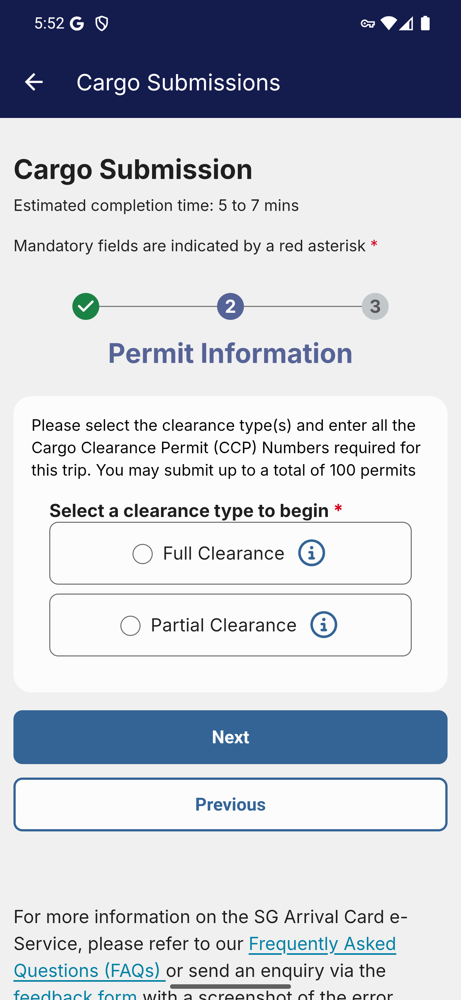 5:52
Cargo Submissions
Cargo Submission
Estimated completion time: 5 to 7 mins
Mandatory fields are indicated by a red asterisk *
2
3
Permit Information
Please select the clearance type(s) and enter all the
Cargo Clearance Permit (CCP) Numbers required for
this trip. You may submit up to a total of 100 permits
Select a clearance type to begin *
Full Clearance
Partial Clearance
Next
Previous
For more information on the SG Arrival Card e-
Service, please refer to our Frequently Asked
Questions (FAQs) or send an enquiry via the
feedback form with a screenshot of the error